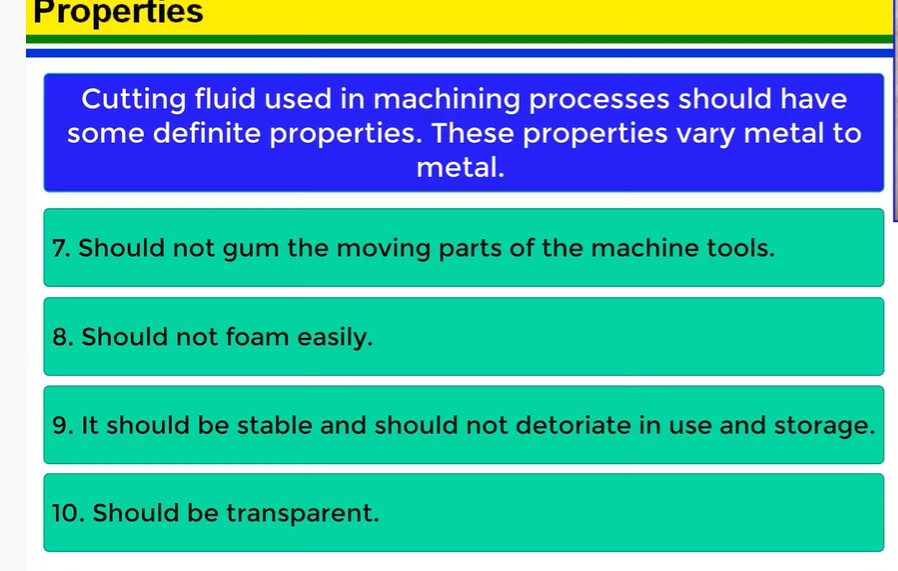 Properties
Cutting fluid used in machining processes should have
some definite properties. These properties vary metal to
metal.
7. Should not gum the moving parts of the machine tools.
8. Should not foam easily.
9. It should be stable and should not detoriate in use and storage.
10. Should be transparent.